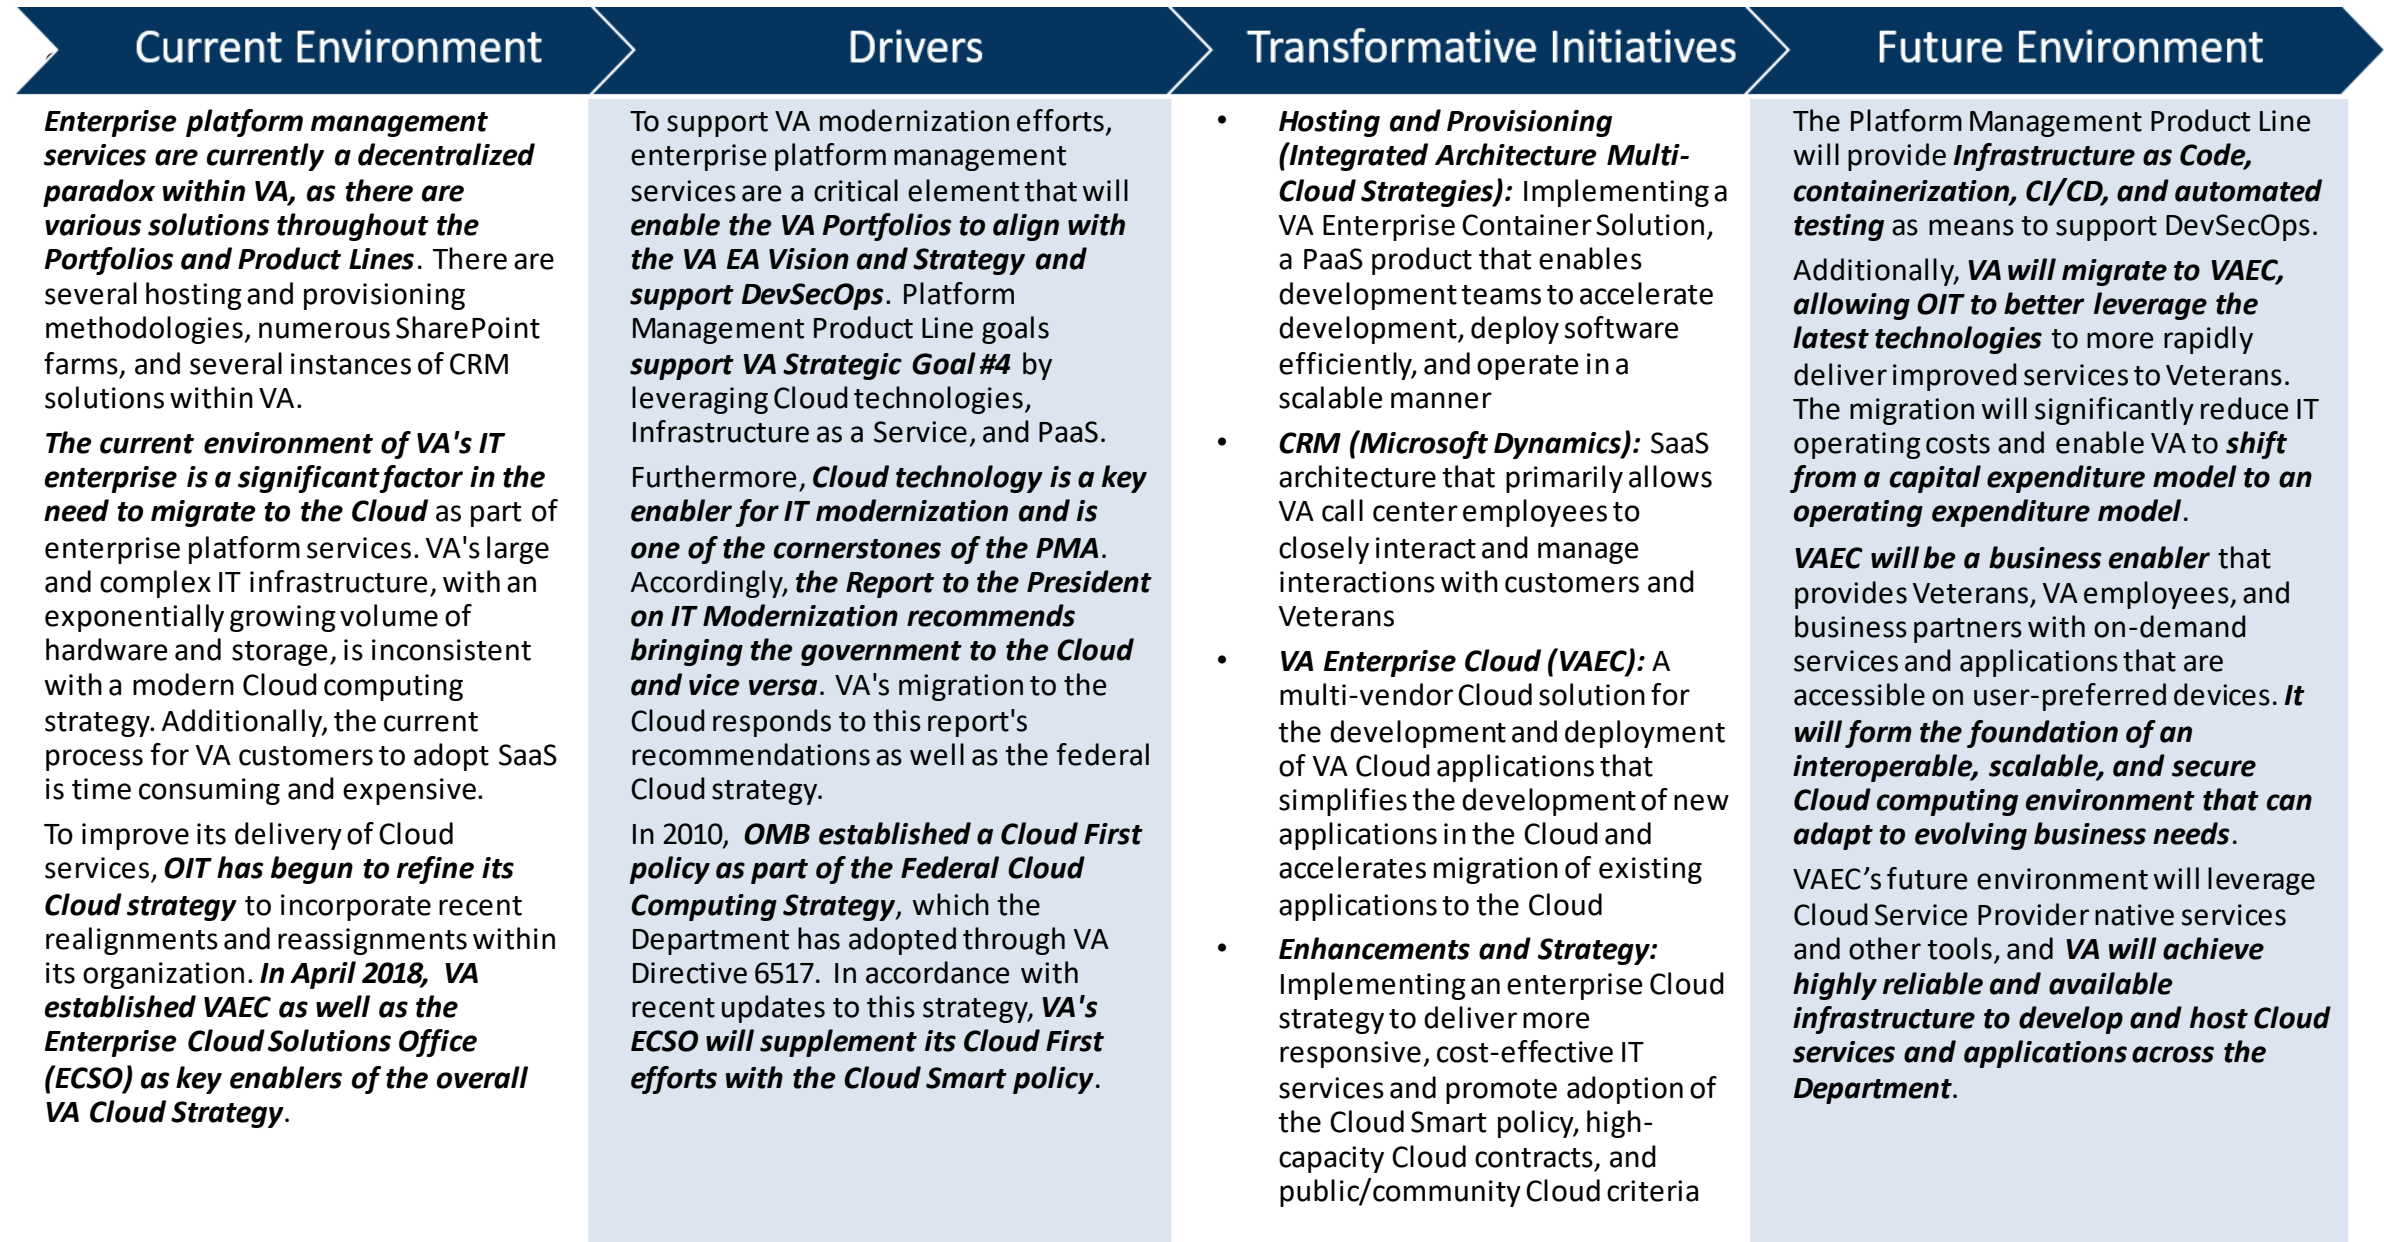 Current Environment
Drivers
Transformative Initiatives
Future Environment
Enterprise platform management
services are currently a decentralized
paradox within VA, as there are
various solutions throughout the
Portfolios and Product Lines. There are
several hosting and provisioning
methodologies, numerous SharePoint
farms, and several instances of CRM
solutions within VA.
The current environment of VA's IT
enterprise is a significant factor in the
need to migrate to the Cloud as part of
enterprise platform services. VA's large
and complex IT infrastructure, with an
exponentially growing volume of
hardware and storage, is inconsistent
with a modern Cloud computing
strategy. Additionally, the current
process for VA customers to adopt SaaS
is time consuming and expensive.
To improve its delivery of Cloud
services, OIT has begun to refine its
Cloud strategy to incorporate recent
realignments and reassignments within
its organization. In April 2018, VA
established VAEC as well as the
Enterprise Cloud Solutions Office
(ECSO) as key enablers of the overall
VA Cloud Strategy.
To support VA modernization efforts,
enterprise platform management
services are a critical element that will
enable the VA Portfolios to align with
the VA EA Vision and Strategy and
support DevSecOps. Platform
Management Product Line goals
support VA Strategic Goal #4 by
leveraging Cloud technologies,
Infrastructure as a Service, and PaaS.
Furthermore, Cloud technology is a key
enabler for IT modernization and is
one of the cornerstones of the PMA.
Accordingly, the Report to the President
on IT Modernization recommends
bringing the government to the Cloud
and vice versa. VA's migration to the
Cloud responds to this report's
recommendations as well as the federal
Cloud strategy.
In 2010, OMB established a Cloud First
policy as part of the Federal Cloud
Computing Strategy, which the
Department has adopted through VA
Directive 6517. In accordance with
recent updates to this strategy, VA's
ECSO will supplement its Cloud First
efforts with the Cloud Smart policy.
• Hosting and Provisioning
(Integrated Architecture Multi-
Cloud Strategies): Implementing a
VA Enterprise Container Solution,
a PaaS product that enables
development teams to accelerate
development, deploy software
efficiently, and operate in a
scalable manner
• CRM (Microsoft Dynamics): SaaS
architecture that primarily allows
VA call center employees to
closely interact and manage
interactions with customers and
Veterans
• VA Enterprise Cloud (VAEC): A
multi-vendor Cloud solution for
the development and deployment
of VA Cloud applications that
simplifies the development of new
applications in the Cloud and
accelerates migration of existing
applications to the Cloud
• Enhancements and Strategy:
Implementing an enterprise Cloud
strategy to deliver more
responsive, cost-effective IT
services and promote adoption of
the Cloud Smart policy, high-
capacity Cloud contracts, and
public/community Cloud criteria
The Platform Management Product Line
will provide Infrastructure as Code,
containerization, CI/CD, and automated
testing as means to support DevSecOps.
Additionally, VA will migrate to VAEC,
allowing OIT to better leverage the
latest technologies to more rapidly
deliver improved services to Veterans.
The migration will significantly reduce IT
operating costs and enable VA to shift
from a capital expenditure model to an
operating expenditure model.
VAEC will be a business enabler that
provides Veterans, VA employees, and
business partners with on-demand
services and applications that are
accessible on user-preferred devices. It
will form the foundation of an
interoperable, scalable, and secure
Cloud computing environment that can
adapt to evolving business needs.
VAEC’s future environment will leverage
Cloud Service Provider native services
and other tools, and VA will achieve
highly reliable and available
infrastructure to develop and host Cloud
services and applications across the
Department.